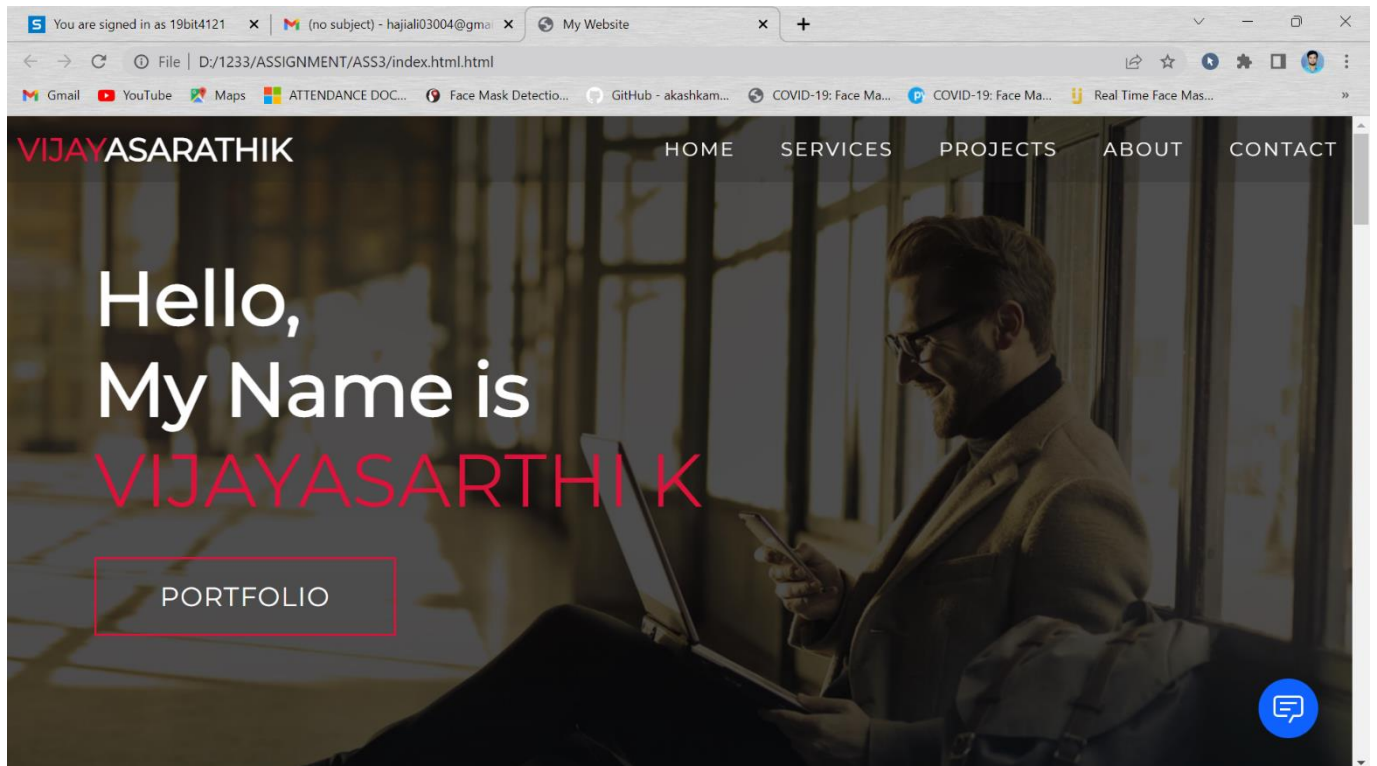 You are signed in as 19bit4121
(no subject) - hajiali03004@gmai
My Website
File | D:/1233/ASSIGNMENT/ASS3/index.html.html
Gmail YouTube Maps ATTENDANCE DOC... Face Mask Detectio... GitHub - akashkam... COVID-19: Face Ma... COVID-19: Face Ma... Real Time Face Mas... »
VIJAYASARATHIK HOME SERVICES PROJECTS ABOUT CONTACT
Hello,
My Name is
VIJAYASARTHI K
PORTFOLIO